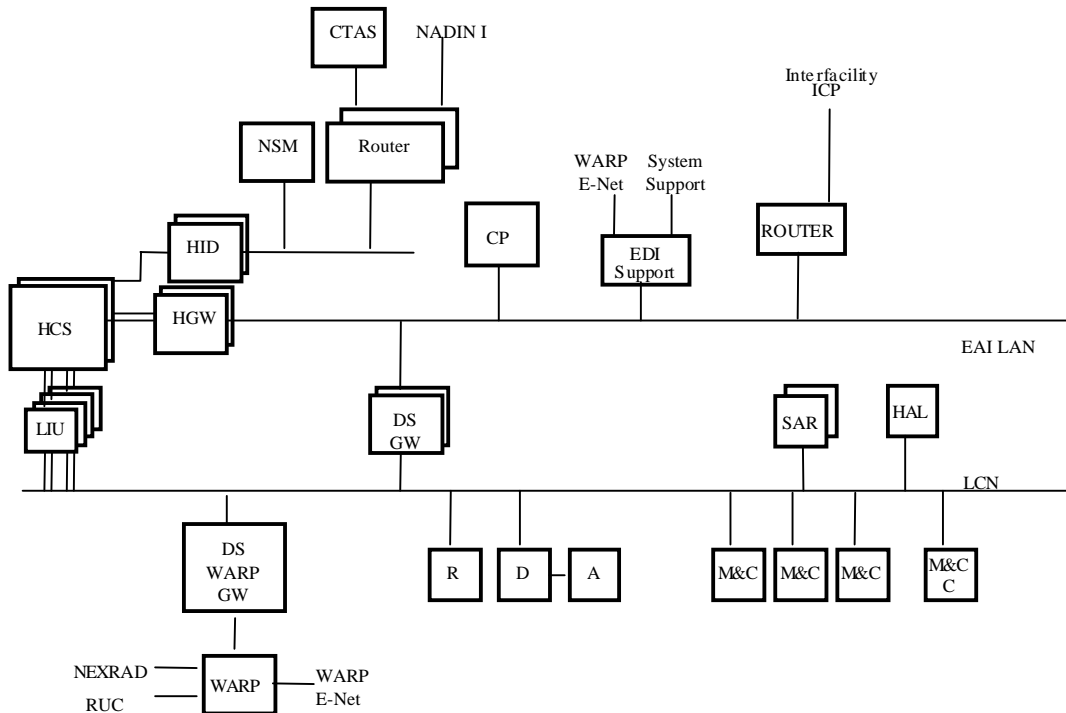 CTAS
NADIN I
Interfacility
ICP
NSM
Router
WARP
E-Net
System
Support
HID
CP
EDI
Support
ROUTER
HCS
HGW
EAI LAN
LIU
DS
GW
SAR
HAL
LCN
DS
WARP
GW
R
D
A
M&C
M&C
M&C
M&C
C
NEXRAD
RUC
WARP
WARP
E-Net